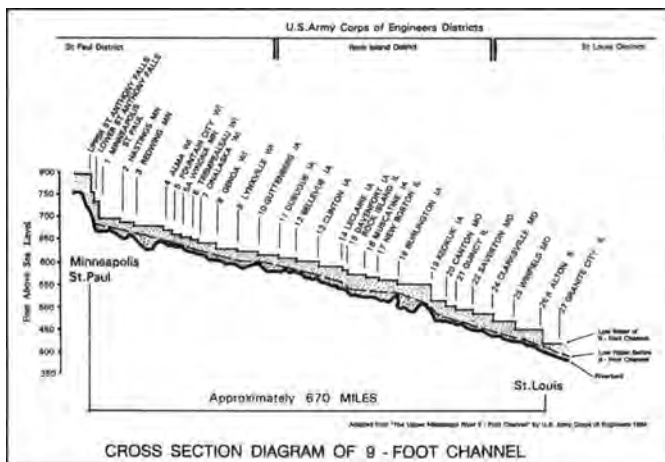 U.S. Army Corps of Engineers Districts
St Paul District
Rock Island District
St Louis District
UPPER ST ANTHONY FALLS
LOWER ST ANTHONY FALLS
1 MINNEAPOLIS
ST PAUL
2 HASTINGS MN
3 REDWING MN
4 ALMA WI
5 FOUNTAIN CITY WI
5A WINONA MN
6 TREMPEALEAU WI
7 ONALASKA WI
8 GENOA WI
9 LYNXVILLE WI
10 GUTTENBERG IA
11 DUBUQUE IA
12 BELLEVUE IA
13 CLINTON IA
14 LECLAIRE IA
15 DAVENPORT IA
ROCK ISLAND IL
16 MUSCATINE IA
17 NEW BOSTON IL
18 BURLINGTON IA
19 KEOKUK IA
20 CANTON MO
21 QUINCY IL
22 SAVERTON MO
24 CLARKSVILLE MO
25 WINFIELD MO
26 R ALTON IL
27 GRANITE CITY IL
Feet Above Sea Level
800
750
700
650
600
550
500
450
400
350
Minneapolis
St. Paul
Low Water of
9 - Foot Channel
Low Water Before
9 - Foot Channel
Riverbed
St. Louis
Approximately 670 MILES
Adapted from "The Upper Mississippi River 9 - Foot Channel" by U.S. Army Corps of Engineers
CROSS SECTION DIAGRAM OF 9 - FOOT CHANNEL